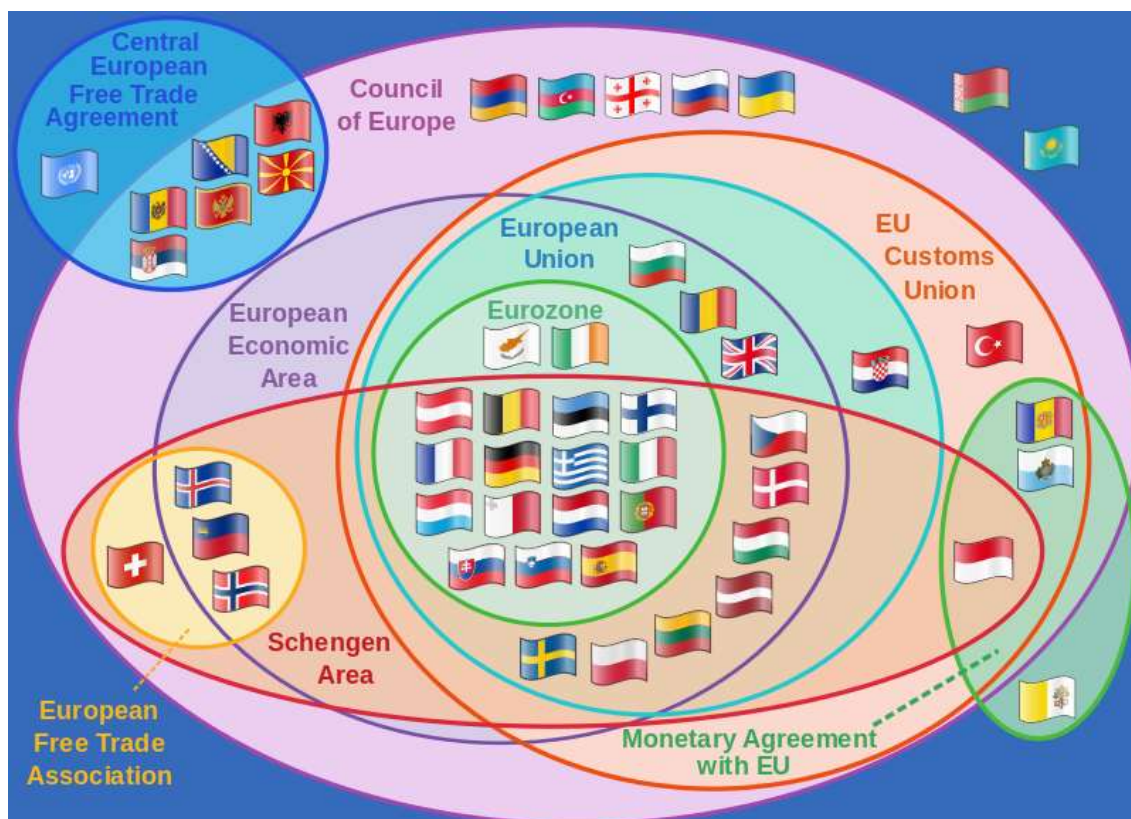 Central
European
Free Trade
Agreement
Council
of Europe
European
Union
EU
Customs
Union
Eurozone
European
Economic
Area
Schengen
Area
European
Free Trade
Association
Monetary Agreement
with EU